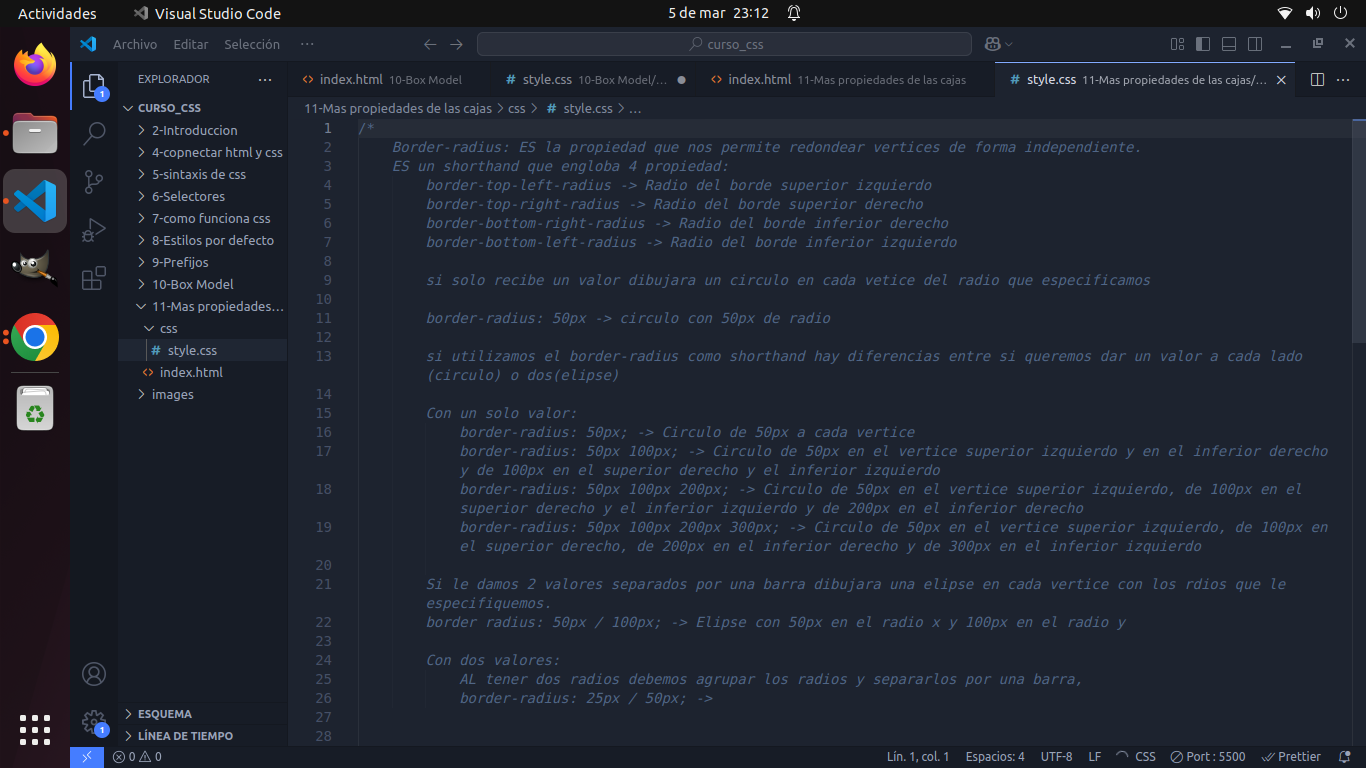 Actividades
Visual Studio Code
5 de mar 23:12
Archivo Editar Selección ···
curso_css
EXPLORADOR ···
index.html 10-Box Model
# style.css 10-Box Model/...
index.html 11-Mas propiedades de las cajas
# style.css 11-Mas propiedades de las cajas/...
11-Mas propiedades de las cajas > css > # style.css > ...
CURSO_CSS
2-Introduccion
4-copnectar html y css
5-sintaxis de css
6-Selectores
7-como funciona css
8-Estilos por defecto
9-Prefijos
10-Box Model
11-Mas propiedades...
css
# style.css
index.html
images
ESQUEMA
LÍNEA DE TIEMPO
1
1
1 /*
2 Border-radius: ES la propiedad que nos permite redondear vertices de forma independiente.
3 ES un shorthand que engloba 4 propiedad:
4 border-top-left-radius -> Radio del borde superior izquierdo
5 border-top-right-radius -> Radio del borde superior derecho
6 border-bottom-right-radius -> Radio del borde inferior derecho
7 border-bottom-left-radius -> Radio del borde inferior izquierdo
8
9 si solo recibe un valor dibujara un circulo en cada vetice del radio que especificamos
10
11 border-radius: 50px -> circulo con 50px de radio
12
13 si utilizamos el border-radius como shorthand hay diferencias entre si queremos dar un valor a cada lado
(circulo) o dos(elipse)
14
15 Con un solo valor:
16 border-radius: 50px; -> Circulo de 50px a cada vertice
17 border-radius: 50px 100px; -> Circulo de 50px en el vertice superior izquierdo y en el inferior derecho
y de 100px en el superior derecho y el inferior izquierdo
18 border-radius: 50px 100px 200px; -> Circulo de 50px en el vertice superior izquierdo, de 100px en el
superior derecho y el inferior izquierdo y de 200px en el inferior derecho
19 border-radius: 50px 100px 200px 300px; -> Circulo de 50px en el vertice superior izquierdo, de 100px en
el superior derecho, de 200px en el inferior derecho y de 300px en el inferior izquierdo
20
21 Si le damos 2 valores separados por una barra dibujara una elipse en cada vertice con los rdios que le
especifiquemos.
22 border radius: 50px / 100px; -> Elipse con 50px en el radio x y 100px en el radio y
23
24 Con dos valores:
25 AL tener dos radios debemos agrupar los radios y separarlos por una barra,
26 border-radius: 25px / 50px; ->
27
28
0 0
Lín. 1, col. 1
Espacios: 4
UTF-8
LF
CSS
Port : 5500
Prettier